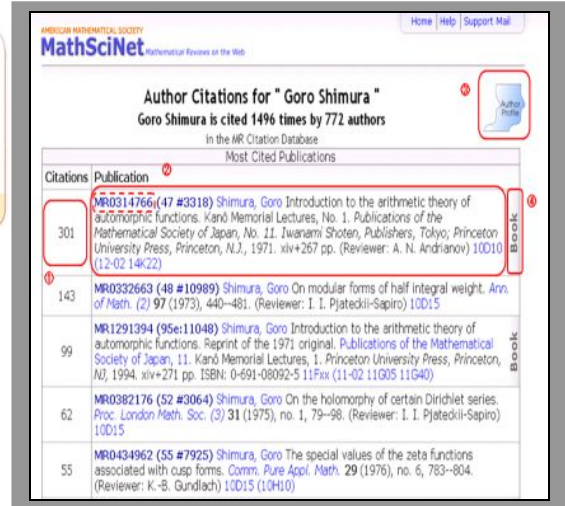 Home | Help | Support Mail
AMERICAN MATHEMATICAL SOCIETY
MathSciNet Mathematical Reviews on the Web
Author Citations for " Goro Shimura "
Goro Shimura is cited 1496 times by 772 authors
in the MR Citation Database
③
Author Profile
Most Cited Publications
Citations Publication ②
①
301
MR0314766 (47 #3318) Shimura, Goro Introduction to the arithmetic theory of
automorphic functions. Kanô Memorial Lectures, No. 1. Publications of the
Mathematical Society of Japan, No. 11. Iwanami Shoten, Publishers, Tokyo; Princeton
University Press, Princeton, N.J., 1971. xiv+267 pp. (Reviewer: A. N. Andrianov) 10D10
(12-02 14K22)
Book
④
143
MR0332663 (48 #10989) Shimura, Goro On modular forms of half integral weight. Ann.
of Math. (2) 97 (1973), 440--481. (Reviewer: I. I. Pjateckii-Sapiro) 10D15
99
MR1291394 (95e:11048) Shimura, Goro Introduction to the arithmetic theory of
automorphic functions. Reprint of the 1971 original. Publications of the Mathematical
Society of Japan, 11. Kanô Memorial Lectures, 1. Princeton University Press, Princeton,
NJ, 1994. xiv+271 pp. ISBN: 0-691-08092-5 11Fxx (11-02 11G05 11G40)
Book
62
MR0382176 (52 #3064) Shimura, Goro On the holomorphy of certain Dirichlet series.
Proc. London Math. Soc. (3) 31 (1975), no. 1, 79--98. (Reviewer: I. I. Pjateckii-Sapiro)
10D15
55
MR0434962 (55 #7925) Shimura, Goro The special values of the zeta functions
associated with cusp forms. Comm. Pure Appl. Math. 29 (1976), no. 6, 783--804.
(Reviewer: K. -B. Gundlach) 10D15 (10H10)